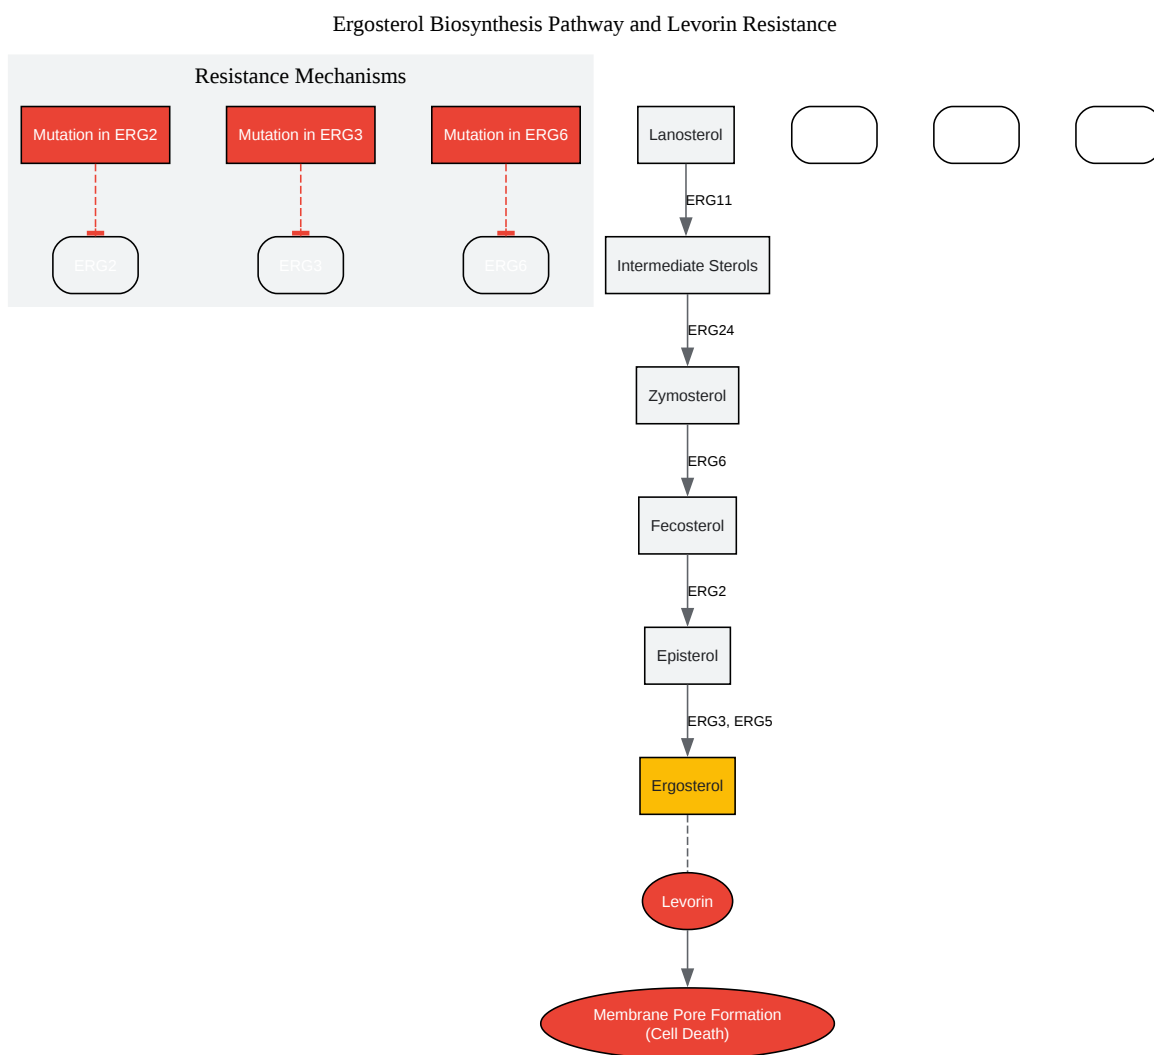 Ergosterol Biosynthesis Pathway and Levorin Resistance
Resistance Mechanisms
Mutation in ERG2
Mutation in ERG3
Mutation in ERG6
ERG2
ERG3
ERG6
Lanosterol
ERG11
Intermediate Sterols
ERG24
Zymosterol
ERG6
Fecosterol
ERG2
Episterol
ERG3, ERG5
Ergosterol
Levorin
Membrane Pore Formation
(Cell Death)